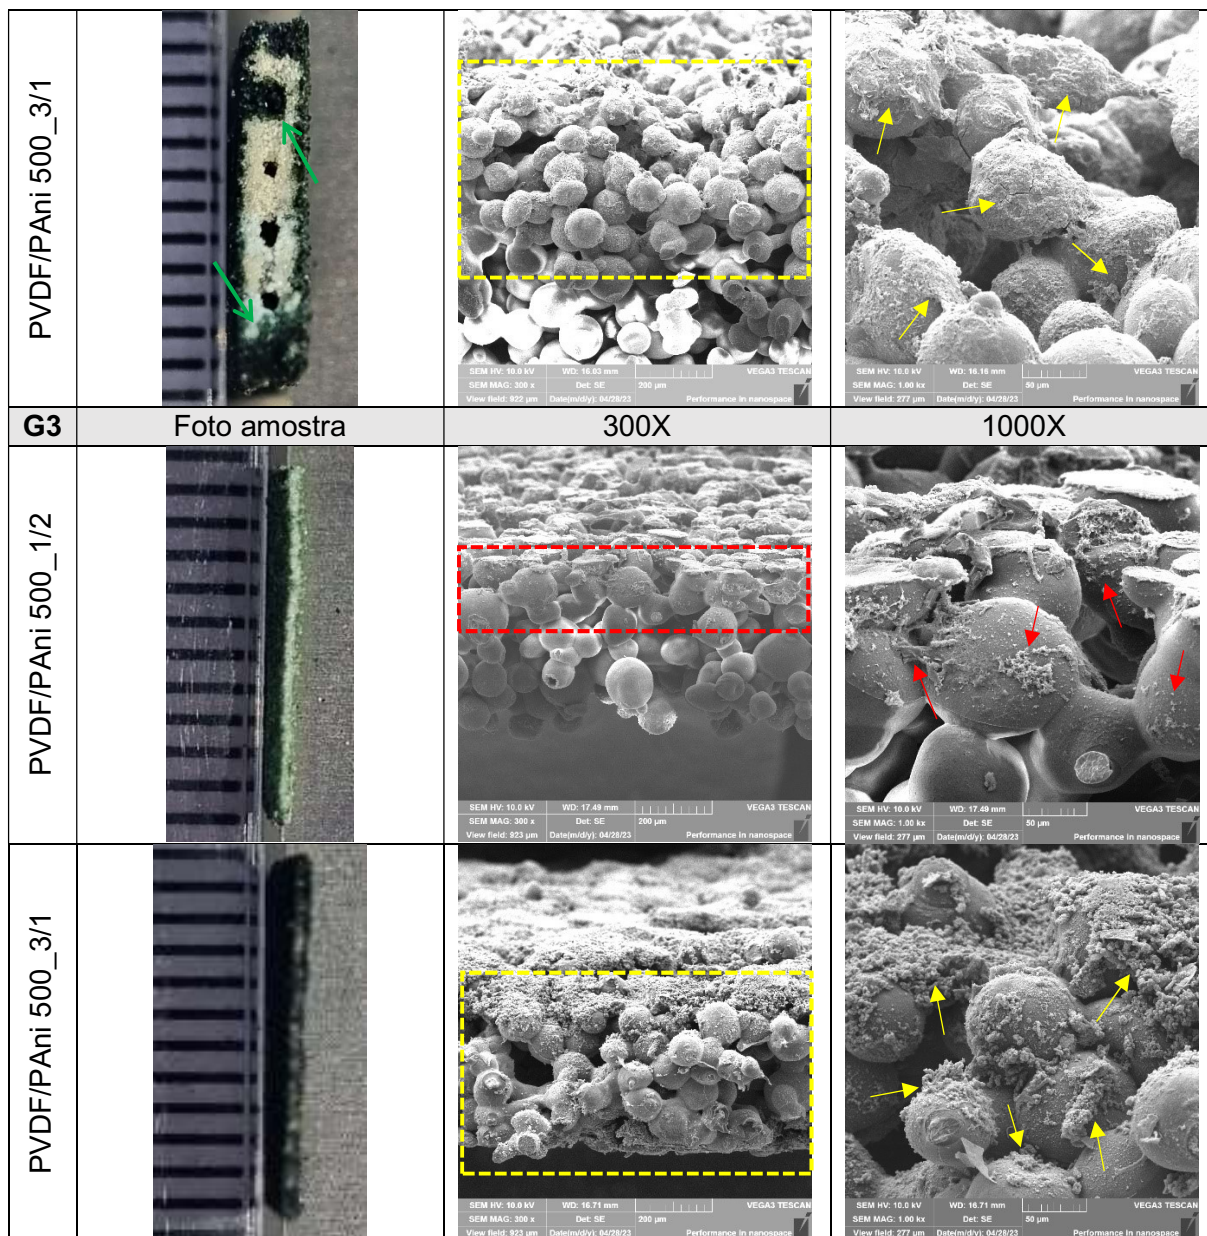 PVDF/PAni 500_3/1
SEM HV: 10.0 kV WD: 16.03 mm VEGA3 TESCAN
SEM MAG: 300 x Det: SE 200 µm
View field: 922 µm Date(m/d/y): 04/28/23 Performance in nanospace
SEM HV: 10.0 kV WD: 16.16 mm VEGA3 TESCAN
SEM MAG: 1.00 kx Det: SE 50 µm
View field: 277 µm Date(m/d/y): 04/28/23 Performance in nanospace
G3 Foto amostra 300X 1000X
PVDF/PAni 500_1/2
SEM HV: 10.0 kV WD: 17.49 mm VEGA3 TESCAN
SEM MAG: 300 x Det: SE 200 µm
View field: 923 µm Date(m/d/y): 04/28/23 Performance in nanospace
SEM HV: 10.0 kV WD: 17.49 mm VEGA3 TESCAN
SEM MAG: 1.00 kx Det: SE 50 µm
View field: 277 µm Date(m/d/y): 04/28/23 Performance in nanospace
PVDF/PAni 500_3/1
SEM HV: 10.0 kV WD: 16.71 mm VEGA3 TESCAN
SEM MAG: 300 x Det: SE 200 µm
View field: 923 µm Date(m/d/y): 04/28/23 Performance in nanospace
SEM HV: 10.0 kV WD: 16.71 mm VEGA3 TESCAN
SEM MAG: 1.00 kx Det: SE 50 µm
View field: 277 µm Date(m/d/y): 04/28/23 Performance in nanospace